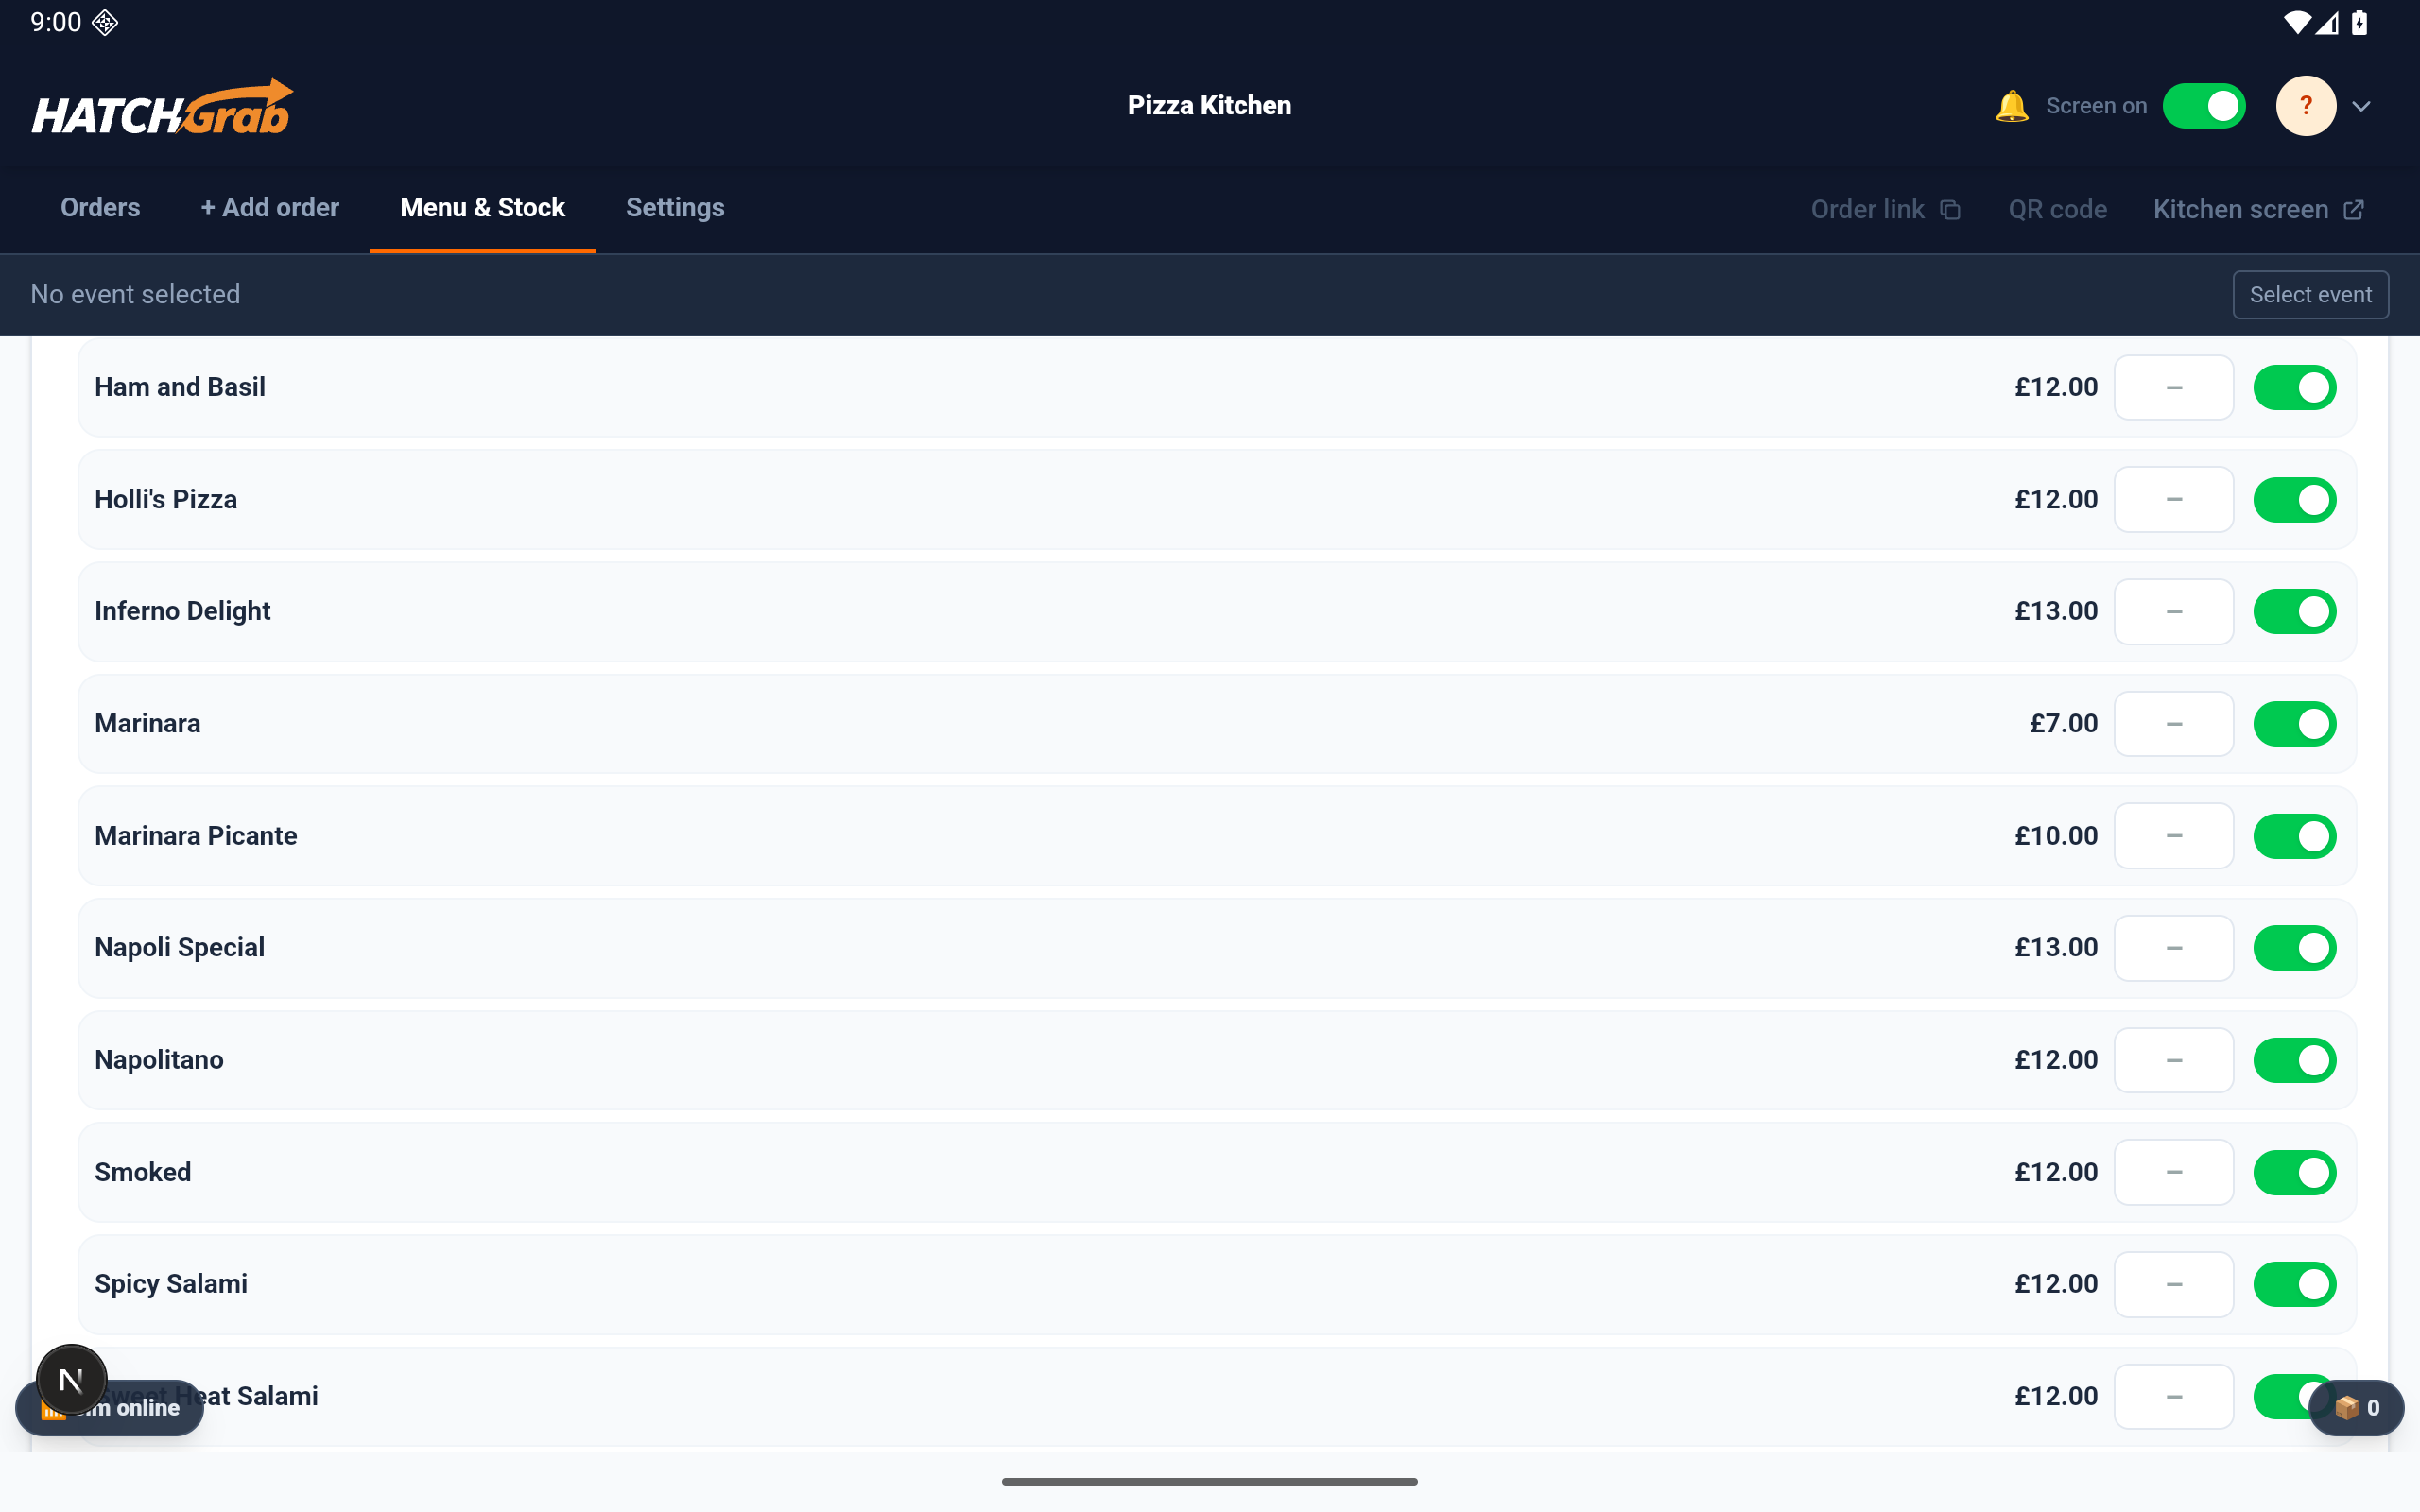 9:00
HATCHGrab
Pizza Kitchen
🔔 Screen on
?
Orders
+ Add order
Menu & Stock
Settings
Order link
QR code
Kitchen screen
No event selected
Select event
Ham and Basil £12.00 –
Holli's Pizza £12.00 –
Inferno Delight £13.00 –
Marinara £7.00 –
Marinara Picante £10.00 –
Napoli Special £13.00 –
Napolitano £12.00 –
Smoked £12.00 –
Spicy Salami £12.00 –
Sweet Heat Salami £12.00 –
N
online
📦 0